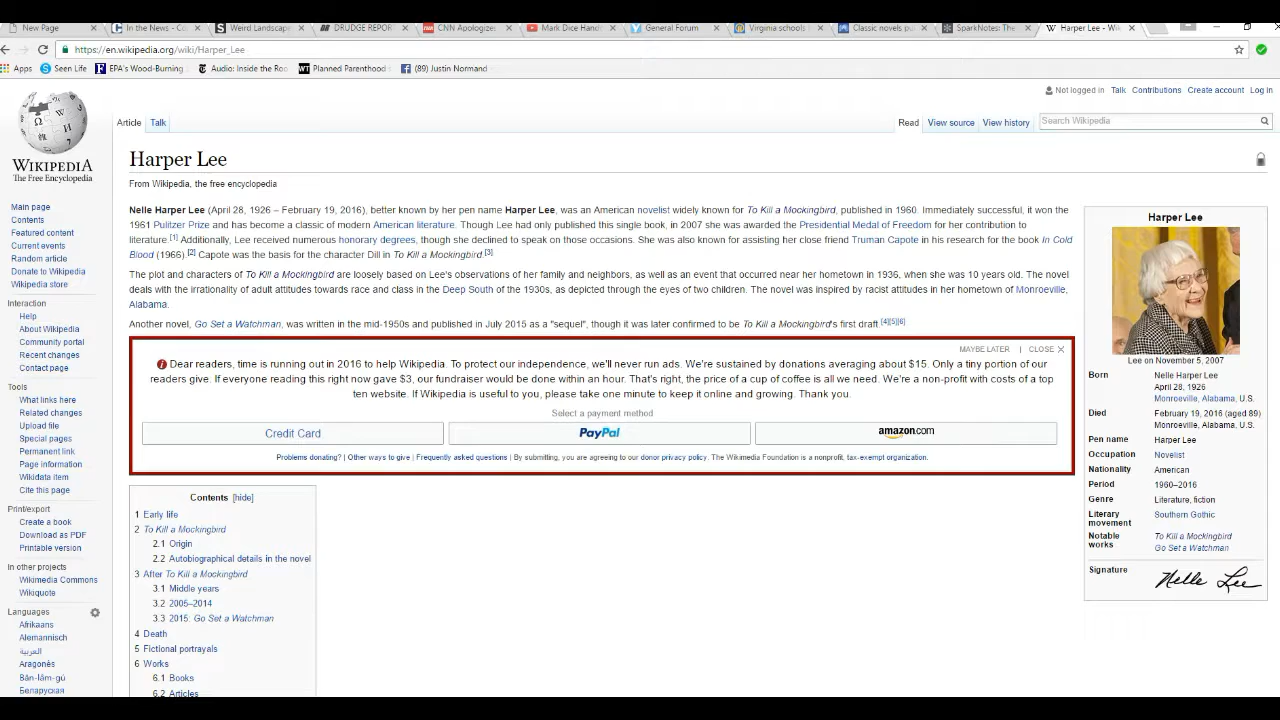 New Page
In the News - Co
Weird Landscap
DRUDGE REPOR
CNN Apologizes
Mark Dice Hand
General Forum
Virginia schools
Classic novels pu
SparkNotes: The
Harper Lee - Wi
https://en.wikipedia.org/wiki/Harper_Lee
Apps Seen Life EPA's Wood-Burning Audio: Inside the Roo Planned Parenthood (89) Justin Normand
Not logged in Talk Contributions Create account Log in
Article Talk Read View source View history Search Wikipedia
WIKIPEDIA
The Free Encyclopedia
Main page
Contents
Featured content
Current events
Random article
Donate to Wikipedia
Wikipedia store
Interaction
Help
About Wikipedia
Community portal
Recent changes
Contact page
Tools
What links here
Related changes
Upload file
Special pages
Permanent link
Page information
Wikidata item
Cite this page
Print/export
Create a book
Download as PDF
Printable version
In other projects
Wikimedia Commons
Wikiquote
Languages
Afrikaans
Alemannisch
العربية
Aragonés
Bân-lâm-gú
Беларуская
Harper Lee
From Wikipedia, the free encyclopedia
Nelle Harper Lee (April 28, 1926 – February 19, 2016), better known by her pen name Harper Lee, was an American novelist widely known for To Kill a Mockingbird, published in 1960. Immediately successful, it won the
1961 Pulitzer Prize and has become a classic of modern American literature. Though Lee had only published this single book, in 2007 she was awarded the Presidential Medal of Freedom for her contribution to
literature.[1] Additionally, Lee received numerous honorary degrees, though she declined to speak on those occasions. She was also known for assisting her close friend Truman Capote in his research for the book In Cold
Blood (1966).[2] Capote was the basis for the character Dill in To Kill a Mockingbird.[3]
The plot and characters of To Kill a Mockingbird are loosely based on Lee's observations of her family and neighbors, as well as an event that occurred near her hometown in 1936, when she was 10 years old. The novel
deals with the irrationality of adult attitudes towards race and class in the Deep South of the 1930s, as depicted through the eyes of two children. The novel was inspired by racist attitudes in her hometown of Monroeville,
Alabama.
Another novel, Go Set a Watchman, was written in the mid-1950s and published in July 2015 as a "sequel", though it was later confirmed to be To Kill a Mockingbird's first draft.[4][5][6]
MAYBE LATER | CLOSE X
Dear readers, time is running out in 2016 to help Wikipedia. To protect our independence, we'll never run ads. We're sustained by donations averaging about $15. Only a tiny portion of our
readers give. If everyone reading this right now gave $3, our fundraiser would be done within an hour. That's right, the price of a cup of coffee is all we need. We're a non-profit with costs of a top
ten website. If Wikipedia is useful to you, please take one minute to keep it online and growing. Thank you.
Select a payment method
Credit Card PayPal amazon.com
Problems donating? | Other ways to give | Frequently asked questions | By submitting, you are agreeing to our donor privacy policy. The Wikimedia Foundation is a nonprofit, tax-exempt organization.
Contents [hide]
1 Early life
2 To Kill a Mockingbird
2.1 Origin
2.2 Autobiographical details in the novel
3 After To Kill a Mockingbird
3.1 Middle years
3.2 2005–2014
3.3 2015: Go Set a Watchman
4 Death
5 Fictional portrayals
6 Works
6.1 Books
6.2 Articles
Harper Lee
Lee on November 5, 2007
Born Nelle Harper Lee
April 28, 1926
Monroeville, Alabama, U.S.
Died February 19, 2016 (aged 89)
Monroeville, Alabama, U.S.
Pen name Harper Lee
Occupation Novelist
Nationality American
Period 1960–2016
Genre Literature, fiction
Literary movement Southern Gothic
Notable works To Kill a Mockingbird
Go Set a Watchman
Signature Nelle Lee